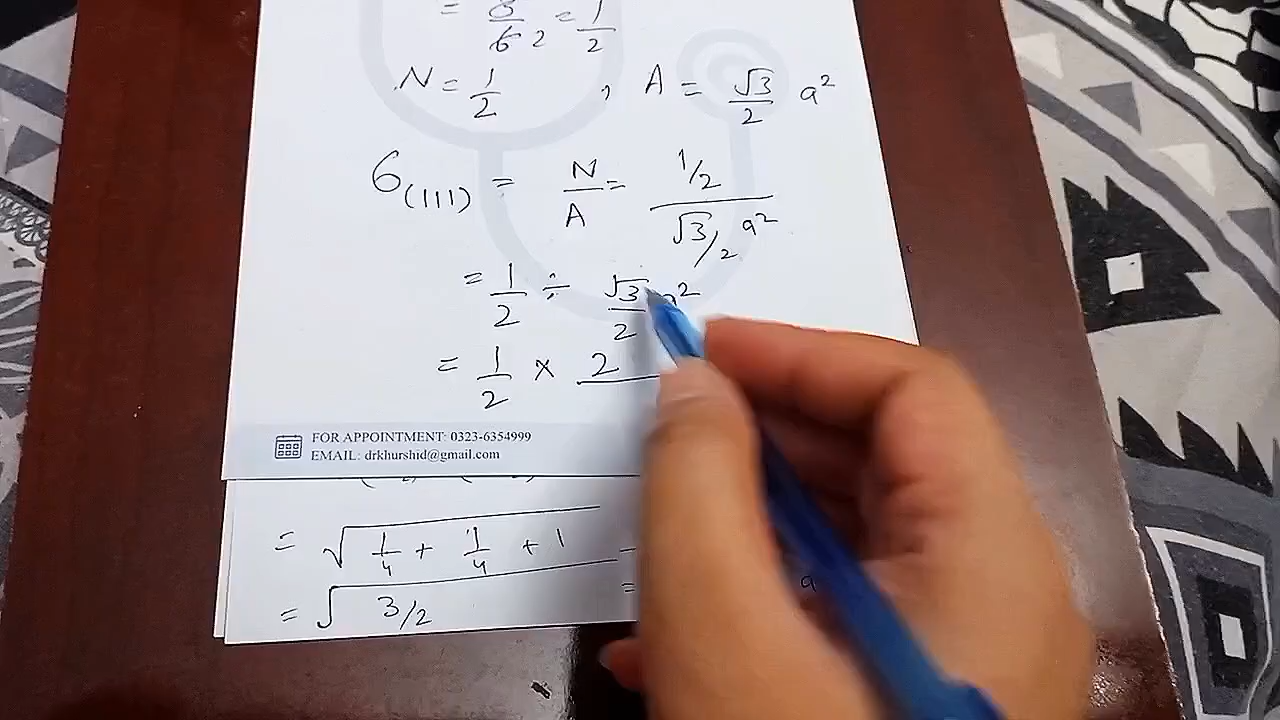 = 3/6 2 = 1/2
N = 1/2 , A = √3/2 a²
6(111) = N/A = 1/2 / √3/2 a²
= 1/2 ÷ √3/2 a²
= 1/2 × 2
FOR APPOINTMENT: 0323-6354999
EMAIL: drkhurshid@gmail.com
= √1/4 + 1/4 + 1
= √3/2 = a